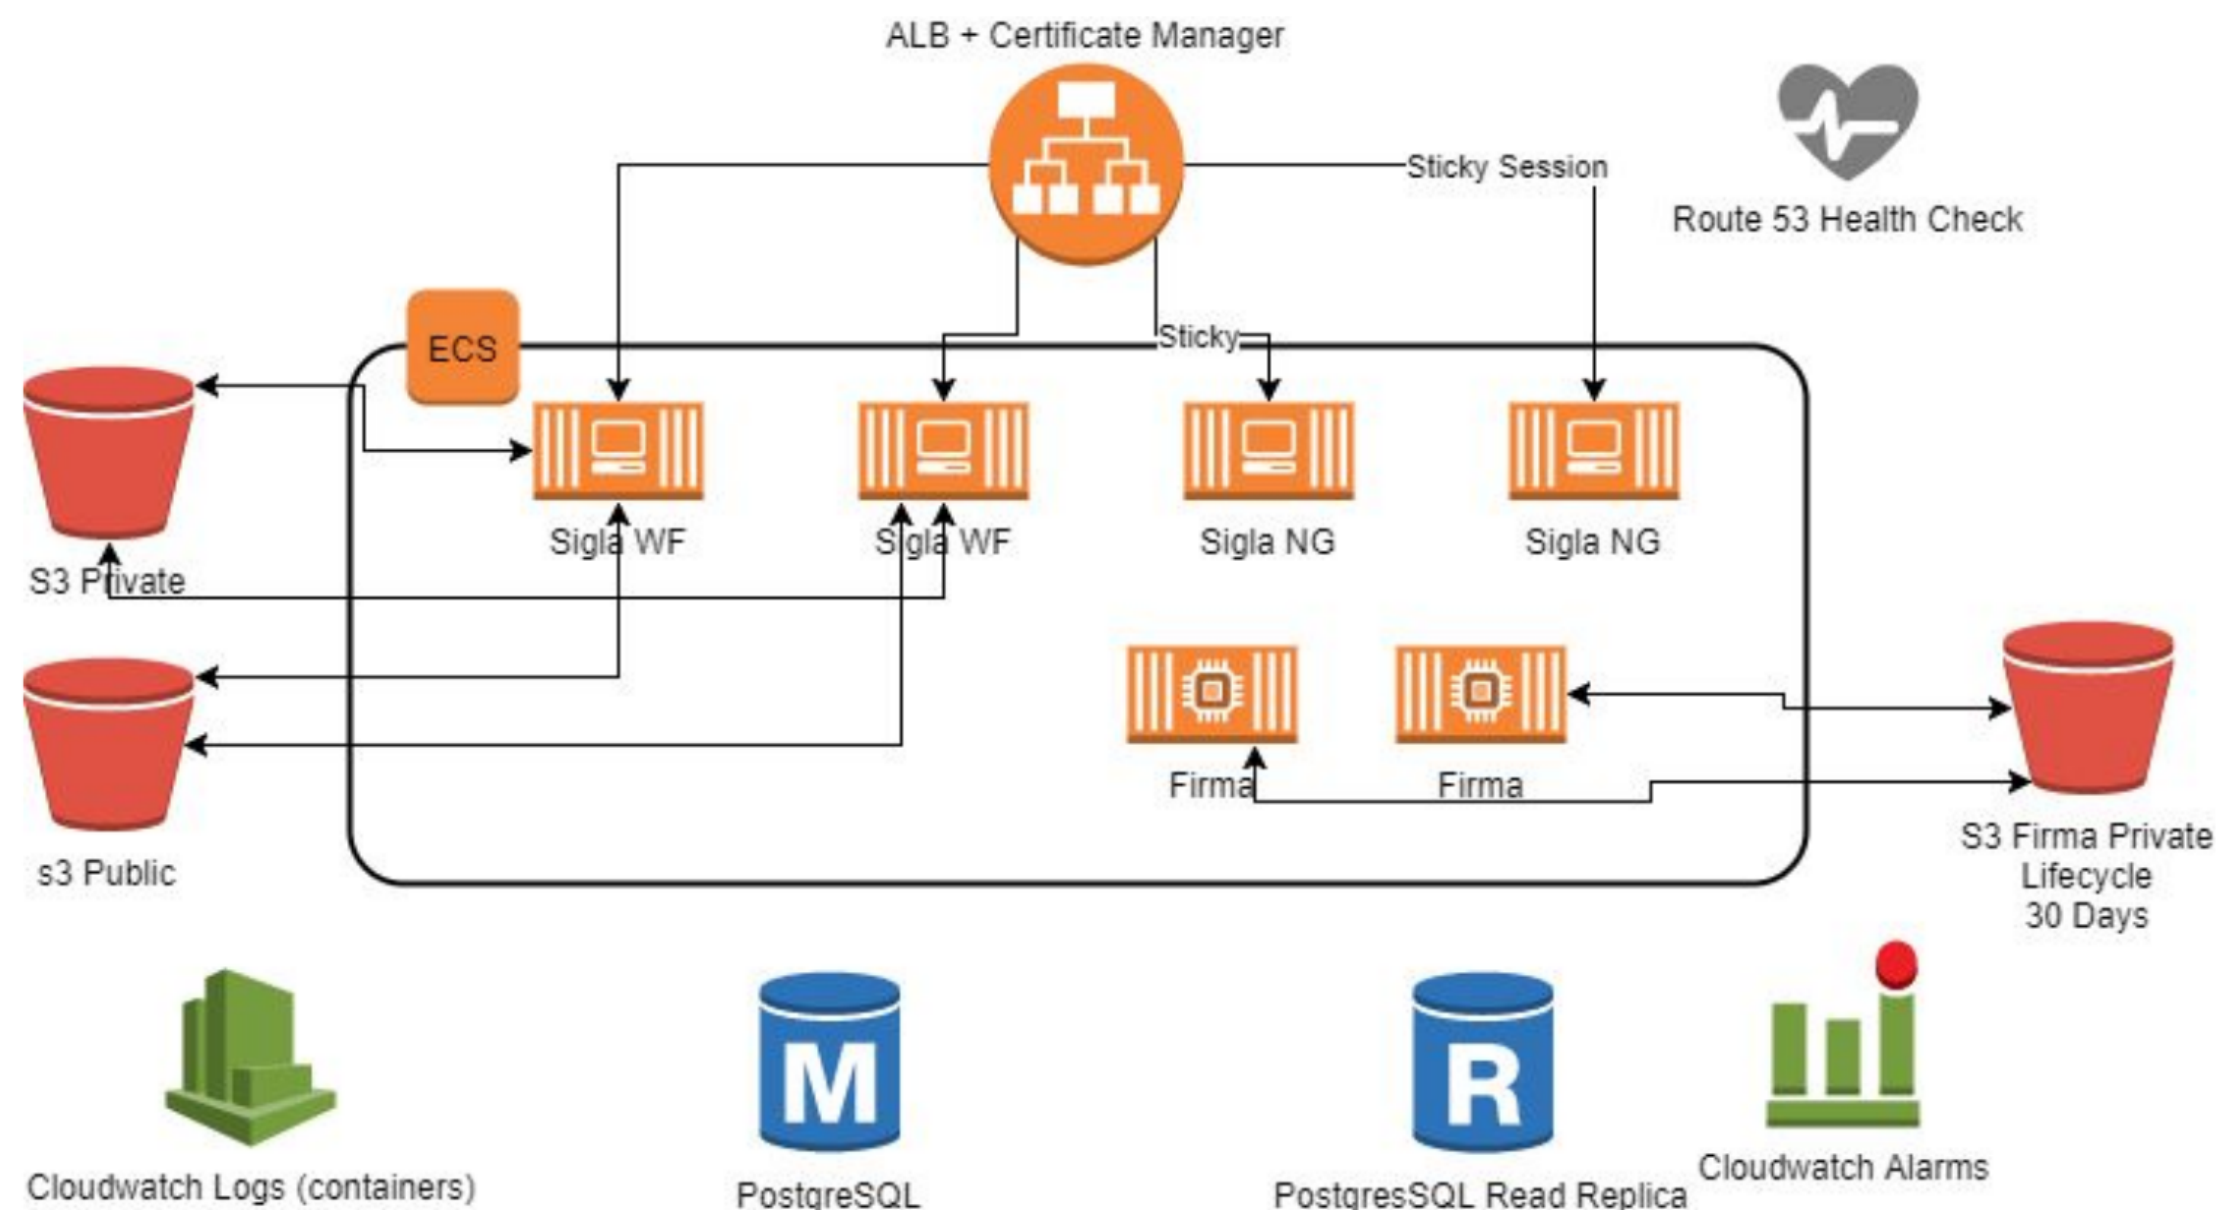 ALB + Certificate Manager
Sticky Session
Route 53 Health Check
Sticky
ECS
Sigla WF
Sigla WF
Sigla NG
Sigla NG
S3 Private
Firma
Firma
s3 Public
S3 Firma Private
Lifecycle
30 Days
M
R
Cloudwatch Logs (containers)
PostgreSQL
PostgresSQL Read Replica
Cloudwatch Alarms